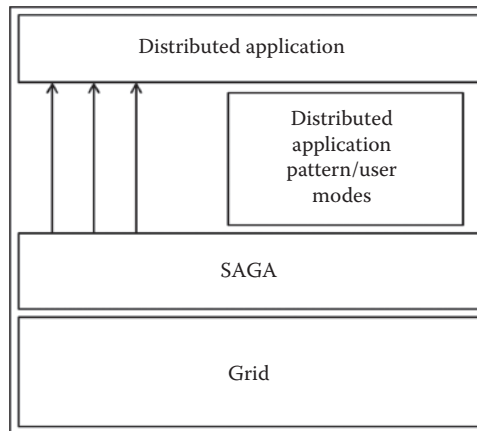 Distributed application
Distributed
application
pattern/user
modes
SAGA
Grid